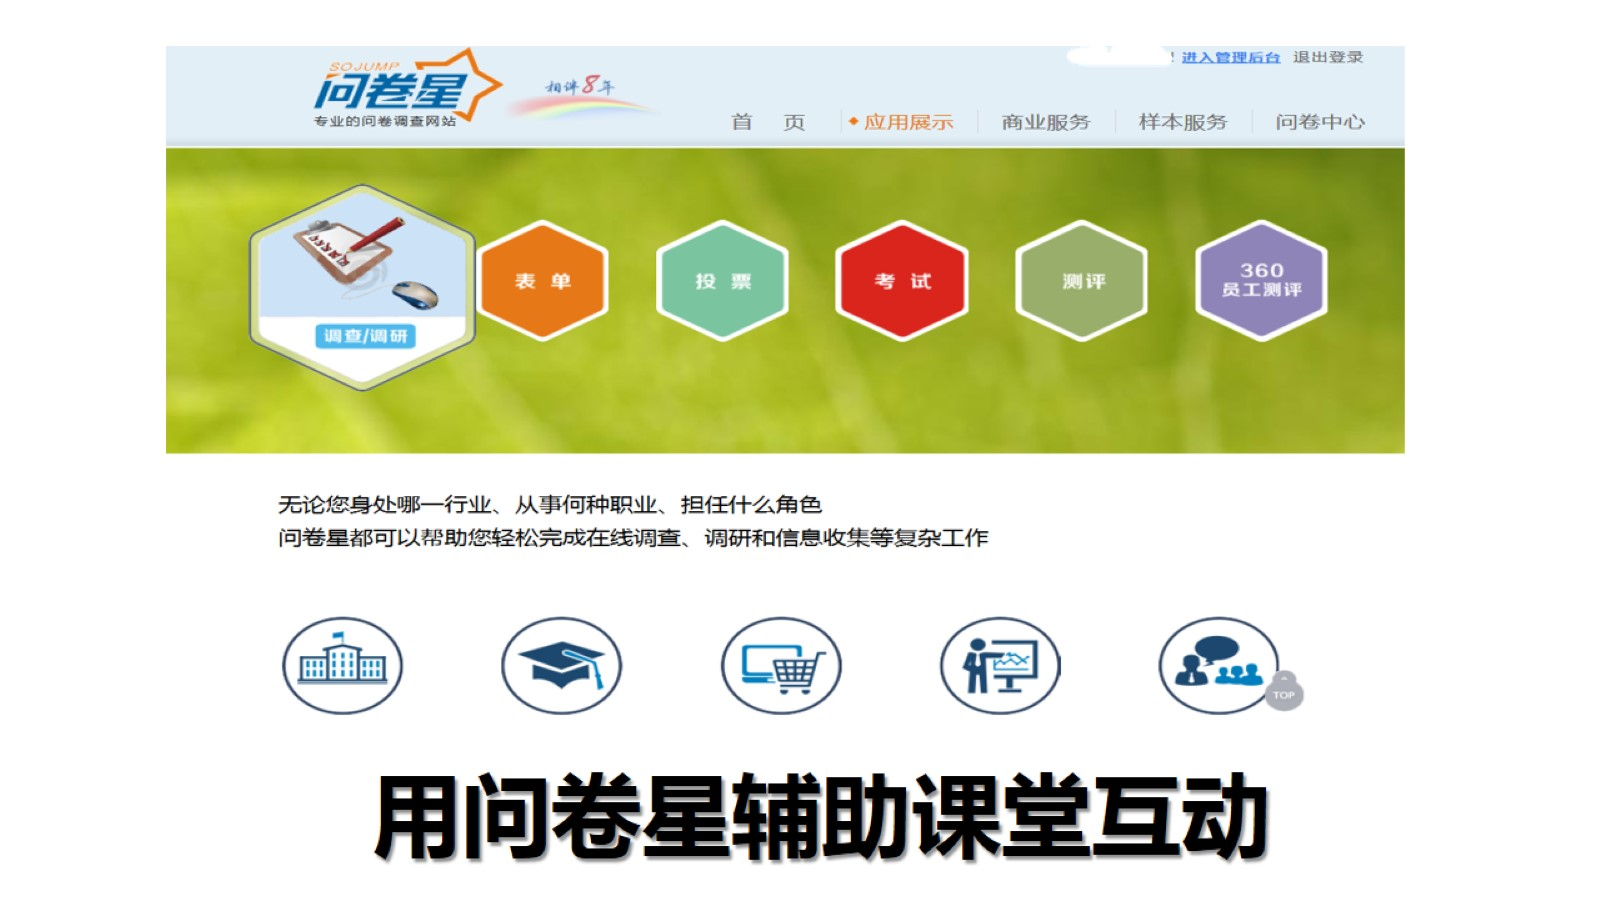 ! 进入管理后台 退出登录
SOJUMP
问卷星
专业的问卷调查网站
相伴8年
首 页 应用展示 商业服务 样本服务 问卷中心
调查/调研
表 单
投 票
考 试
测评
360
员工测评
无论您身处哪一行业、从事何种职业、担任什么角色
问卷星都可以帮助您轻松完成在线调查、调研和信息收集等复杂工作
TOP
用问卷星辅助课堂互动